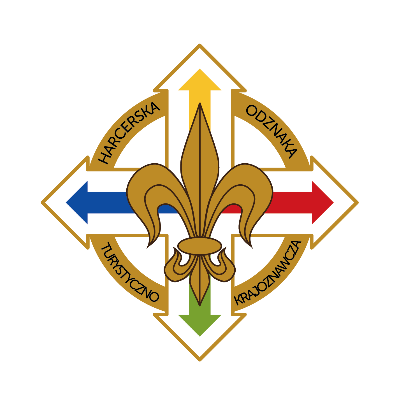 HARCERSKA
ODZNAKA
TURYSTYCZNO
KRAJOZNAWCZA